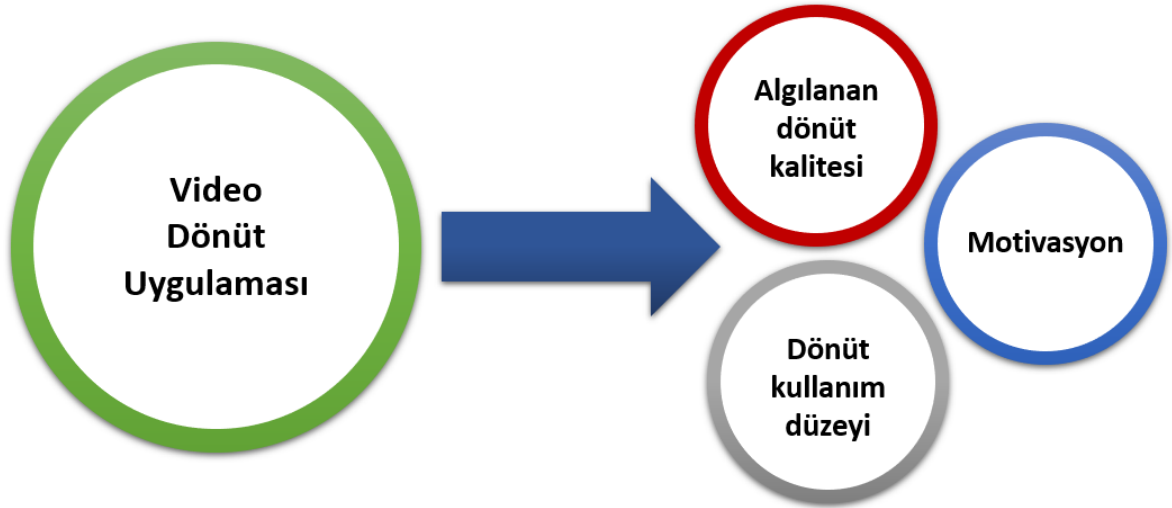 Video
Dönüt
Uygulaması
Algılanan
dönüt
kalitesi
Motivasyon
Dönüt
kullanım
düzeyi